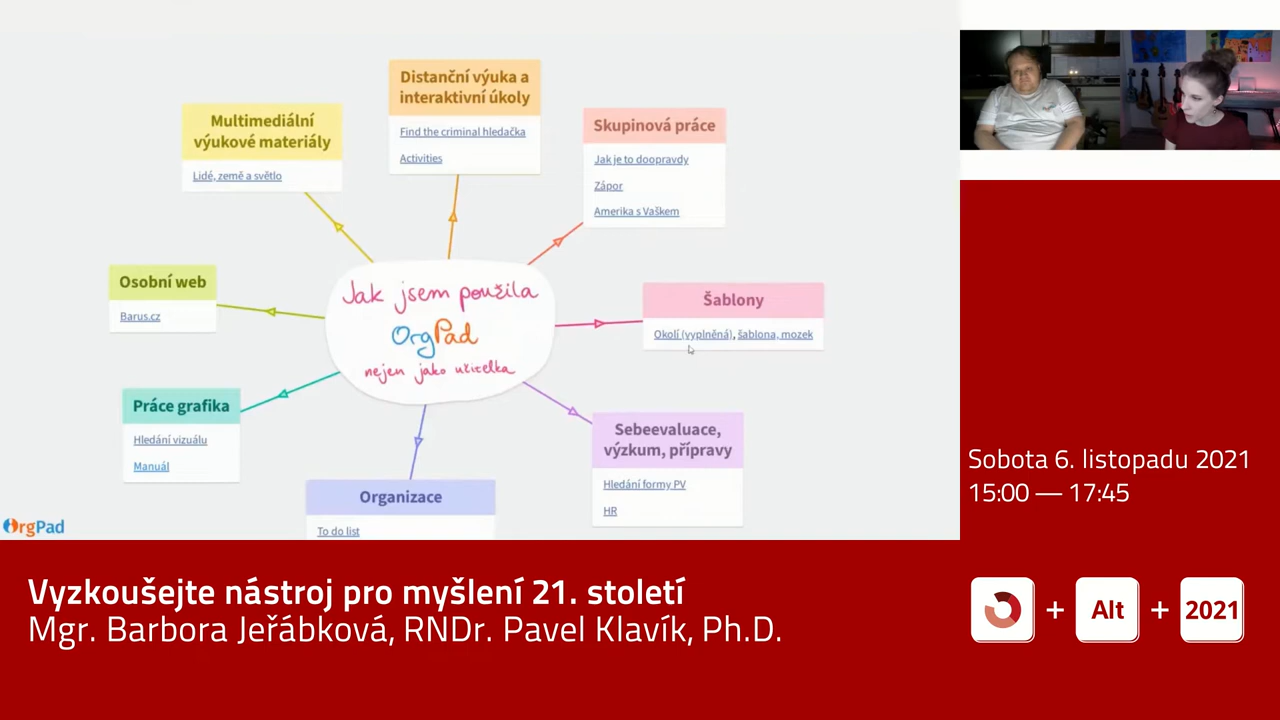 Distanční výuka a
interaktivní úkoly
Find the criminal hledačka
Activities
Multimediální
výukové materiály
Lidé, země a světlo
Skupinová práce
Jak je to doopravdy
Zápor
Amerika s Vaškem
Osobní web
Barus.cz
Jak jsem použila
OrgPad
nejen jako učitelka
Šablony
Okolí (vyplněná), šablona, mozek
Práce grafika
Hledání vizuálu
Manuál
Sebeevaluace,
výzkum, přípravy
Hledání formy PV
HR
Organizace
To do list
OrgPad
Sobota 6. listopadu 2021
15:00 — 17:45
Vyzkoušejte nástroj pro myšlení 21. století
Mgr. Barbora Jeřábková, RNDr. Pavel Klavík, Ph.D.
+ Alt + 2021